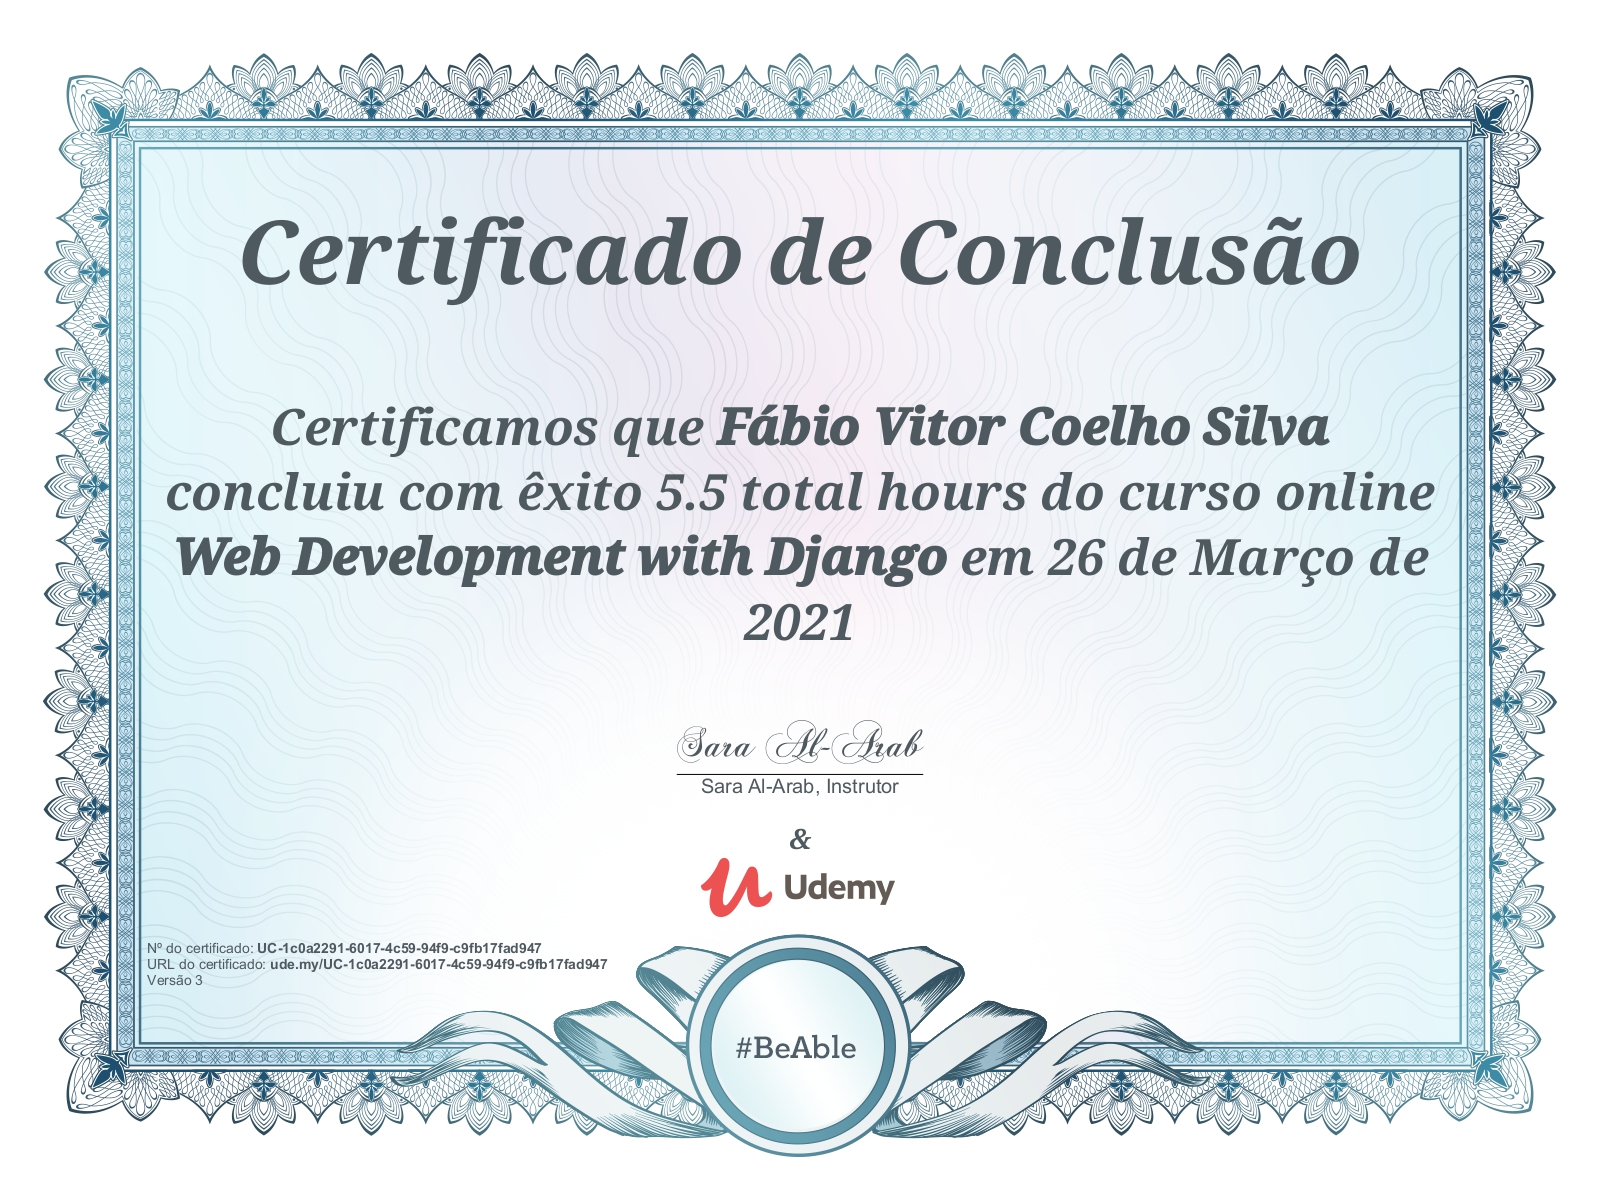 Certificado de Conclusão
Certificamos que Fábio Vitor Coelho Silva
concluiu com êxito 5.5 total hours do curso online
Web Development with Django em 26 de Março de
2021
Sara Al-Arab
Sara Al-Arab, Instrutor
&
Udemy
Nº do certificado: UC-1c0a2291-6017-4c59-94f9-c9fb17fad947
URL do certificado: ude.my/UC-1c0a2291-6017-4c59-94f9-c9fb17fad947
Versão 3
#BeAble